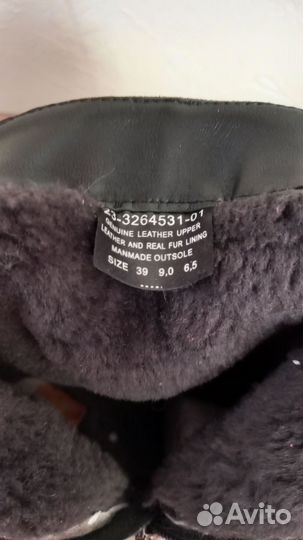 23-3264531-01
GENUINE LEATHER UPPER
LEATHER AND REAL FUR LINING
MANMADE OUTSOLE
SIZE 39 9,0 6,5
Avito